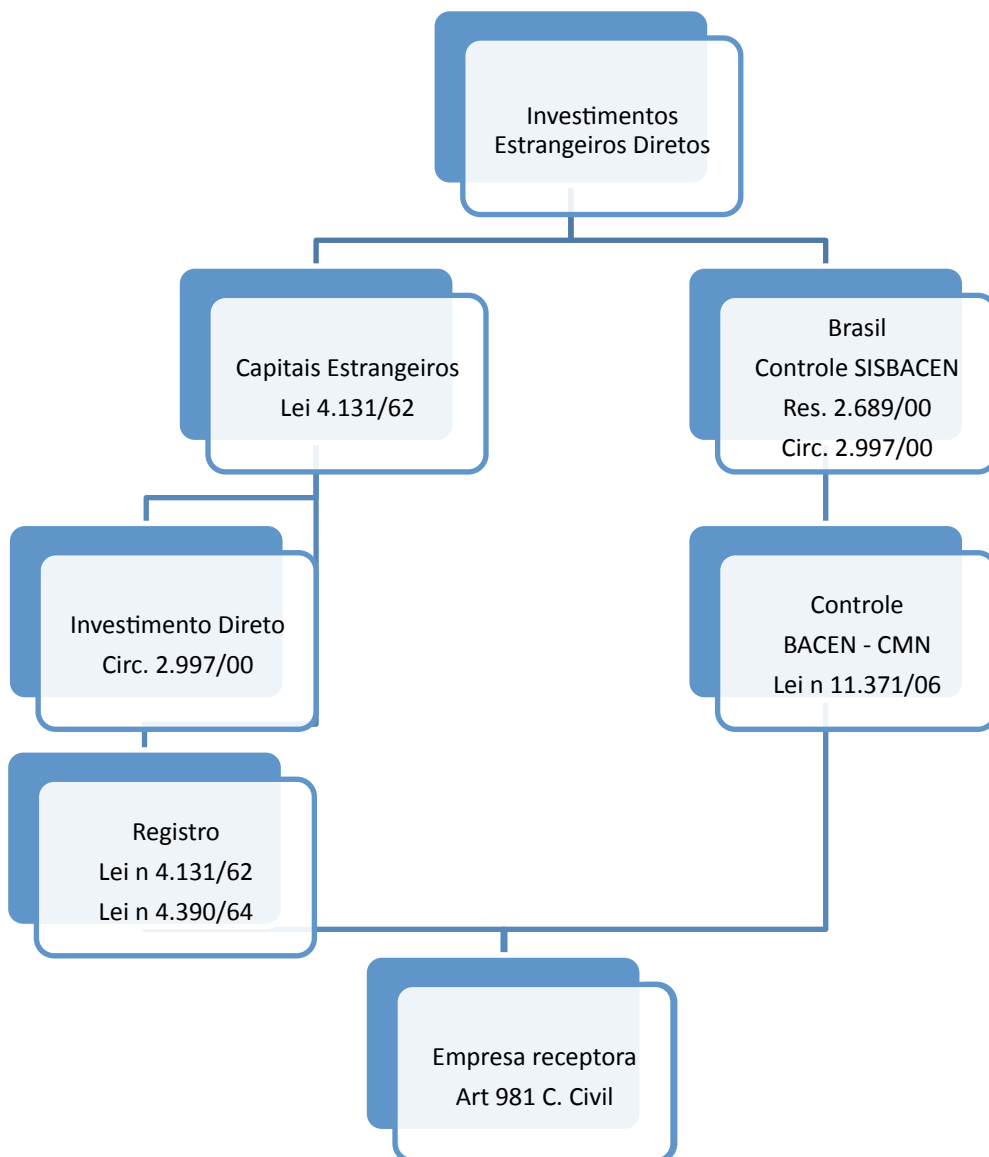 Investimentos
Estrangeiros Diretos
Capitais Estrangeiros
Lei 4.131/62
Brasil
Controle SISBACEN
Res. 2.689/00
Circ. 2.997/00
Investimento Direto
Circ. 2.997/00
Controle
BACEN - CMN
Lei n 11.371/06
Registro
Lei n 4.131/62
Lei n 4.390/64
Empresa receptora
Art 981 C. Civil